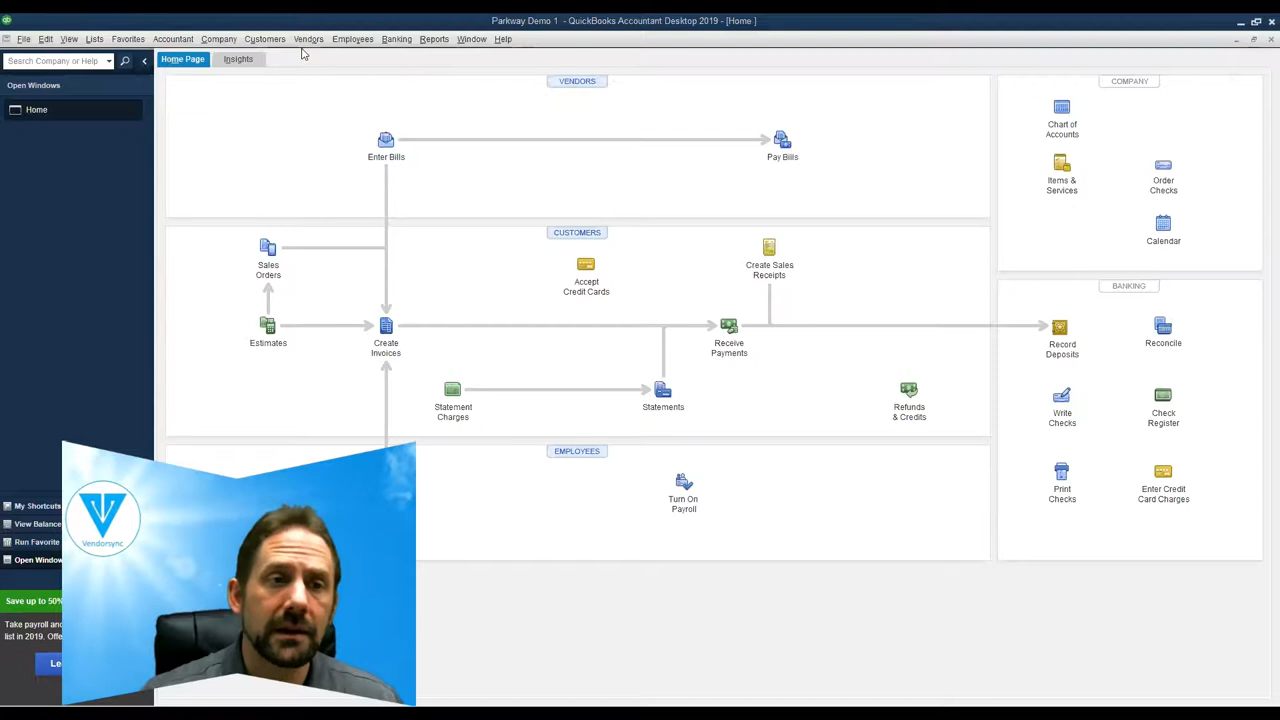 Parkway Demo 1 - QuickBooks Accountant Desktop 2019 - [Home ]
File Edit View Lists Favorites Accountant Company Customers Vendors Employees Banking Reports Window Help
Search Company or Help
Home Page Insights
Open Windows
Home
VENDORS
COMPANY
Enter Bills
Pay Bills
Chart of
Accounts
Items &
Services
Order
Checks
Calendar
CUSTOMERS
Sales
Orders
Accept
Credit Cards
Create Sales
Receipts
Estimates
Create
Invoices
Receive
Payments
Statement
Charges
Statements
Refunds
& Credits
BANKING
Record
Deposits
Reconcile
Write
Checks
Check
Register
Print
Checks
Enter Credit
Card Charges
EMPLOYEES
Turn On
Payroll
My Shortcuts
View Balance
Run Favorite
Open Window
Save up to 50%
Take payroll and
list in 2019. Offe
Le
Vendorsync